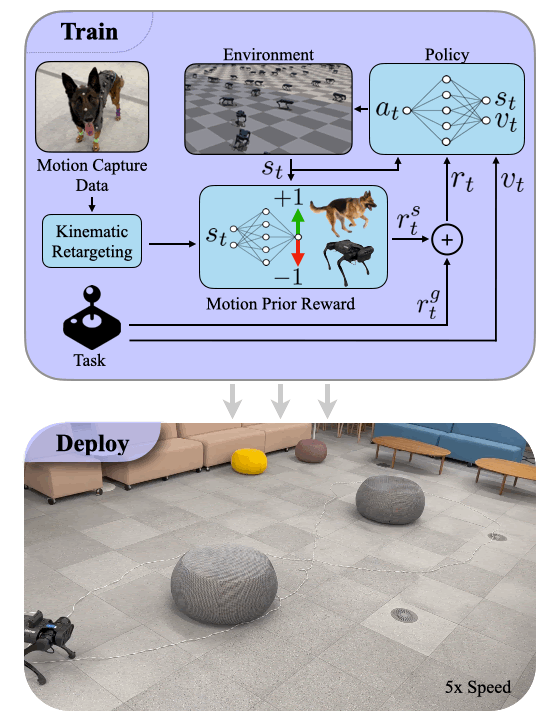 Train
Environment
Policy
Motion Capture
Data
a_t
s_t
v_t
s_t
Kinematic
Retargeting
s_t
+1
−1
r_t^s
+
r_t
v_t
Motion Prior Reward
r_t^g
Task
Deploy
5x Speed